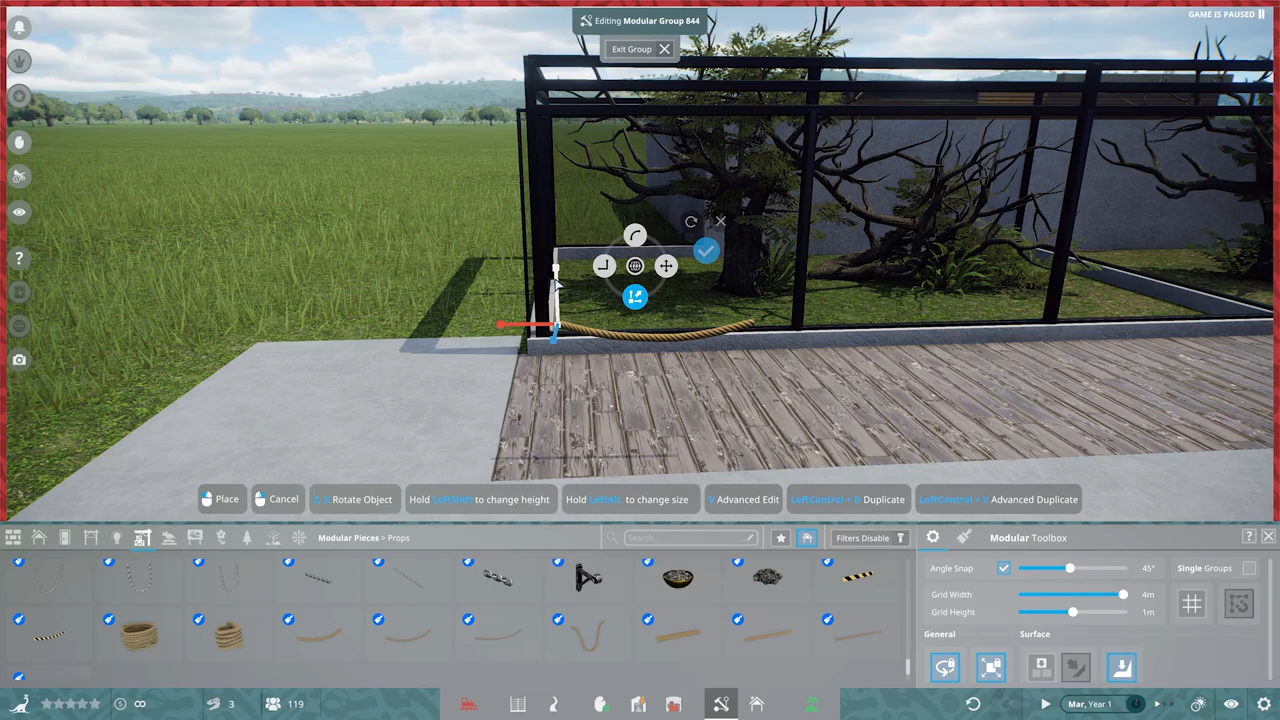 Editing Modular Group 844
GAME IS PAUSED
Exit Group
Place
Cancel
Z, X Rotate Object
Hold LeftShift to change height
Hold LeftAlt to change size
V Advanced Edit
LeftControl + D Duplicate
LeftControl + V Advanced Duplicate
Modular Pieces > Props
Search...
Filters Disable
Modular Toolbox
?
Angle Snap
45°
Single Groups
Grid Width
4m
Grid Height
1m
General
Surface
3
119
Mar, Year 1